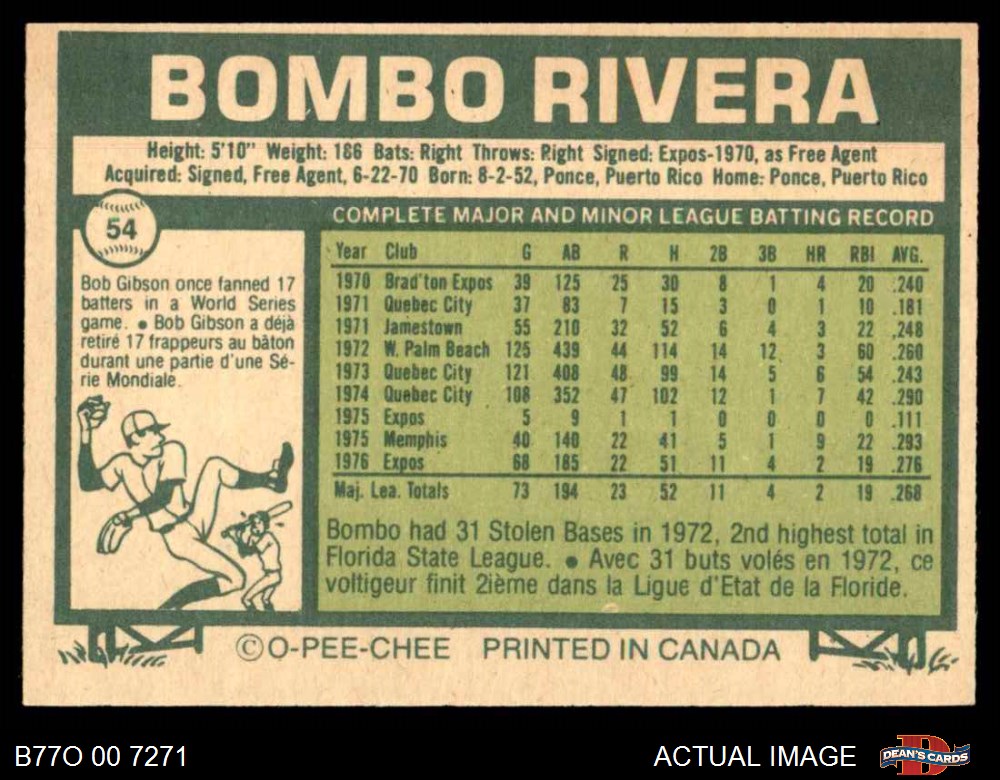 BOMBO RIVERA
Height: 5'10" Weight: 186 Bats: Right Throws: Right Signed: Expos-1970, as Free Agent
Acquired: Signed, Free Agent, 6-22-70 Born: 8-2-52, Ponce, Puerto Rico Home: Ponce, Puerto Rico
54
Bob Gibson once fanned 17
batters in a World Series
game. • Bob Gibson a déjà
retiré 17 frappeurs au bâton
durant une partie d'une Sé-
rie Mondiale.
COMPLETE MAJOR AND MINOR LEAGUE BATTING RECORD
Year Club G AB R H 2B 3B HR RBI AVG.
1970 Brad'ton Expos 39 125 25 30 8 1 4 20 .240
1971 Quebec City 37 83 7 15 3 0 1 10 .181
1971 Jamestown 55 210 32 52 6 4 3 22 .248
1972 W. Palm Beach 125 439 44 114 14 12 3 60 .260
1973 Quebec City 121 408 48 99 14 5 6 54 .243
1974 Quebec City 108 352 47 102 12 1 7 42 .290
1975 Expos 5 9 1 1 0 0 0 0 .111
1975 Memphis 40 140 22 41 5 1 9 22 .293
1976 Expos 68 185 22 51 11 4 2 19 .276
Maj. Lea. Totals 73 194 23 52 11 4 2 19 .268
Bombo had 31 Stolen Bases in 1972, 2nd highest total in
Florida State League. • Avec 31 buts volés en 1972, ce
voltigeur finit 2ième dans la Ligue d'Etat de la Floride.
©O-PEE-CHEE PRINTED IN CANADA
B77O 00 7271
ACTUAL IMAGE
D
DEAN'S CARDS